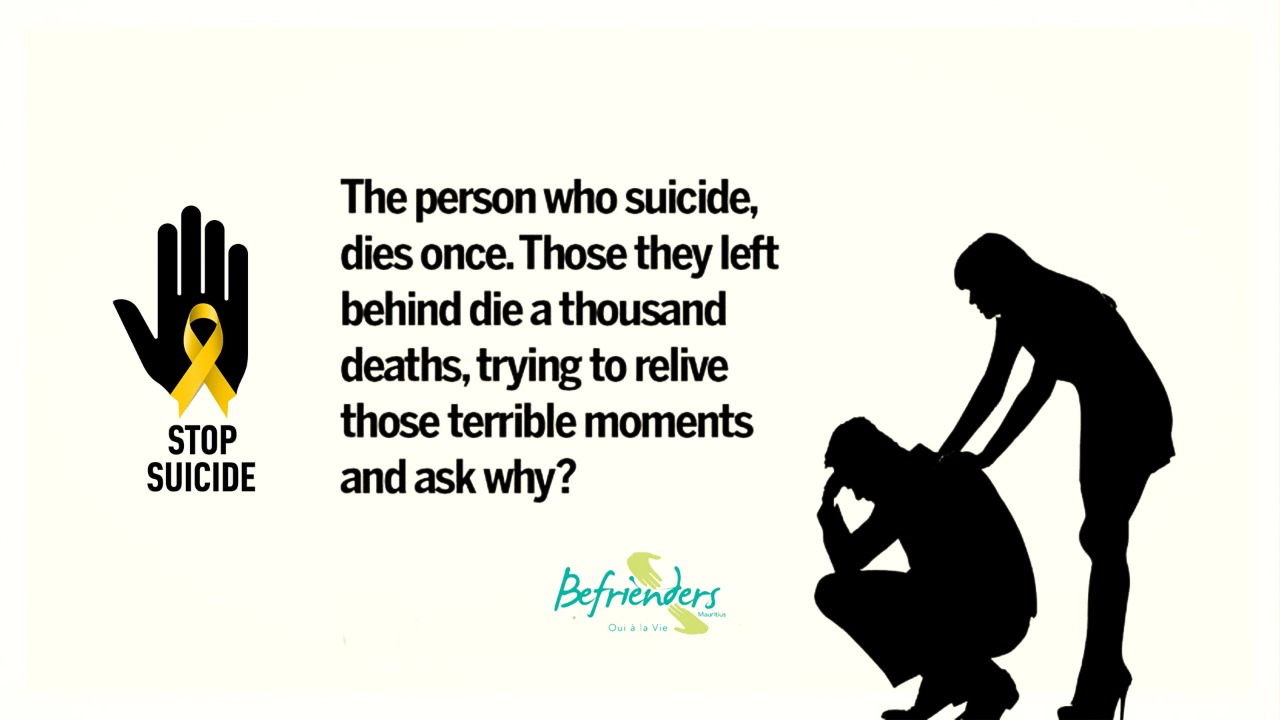 STOP
SUICIDE
The person who suicide,
dies once. Those they left
behind die a thousand
deaths, trying to relive
those terrible moments
and ask why?
Befrienders
Mauritius
Oui à la Vie